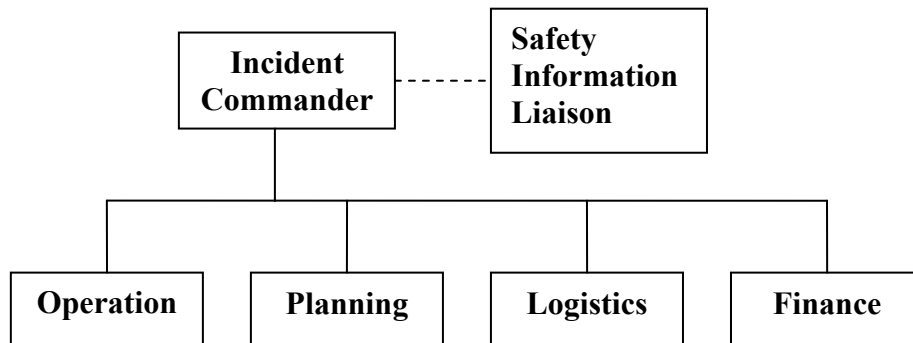 Incident
Commander
Safety
Information
Liaison
Operation
Planning
Logistics
Finance